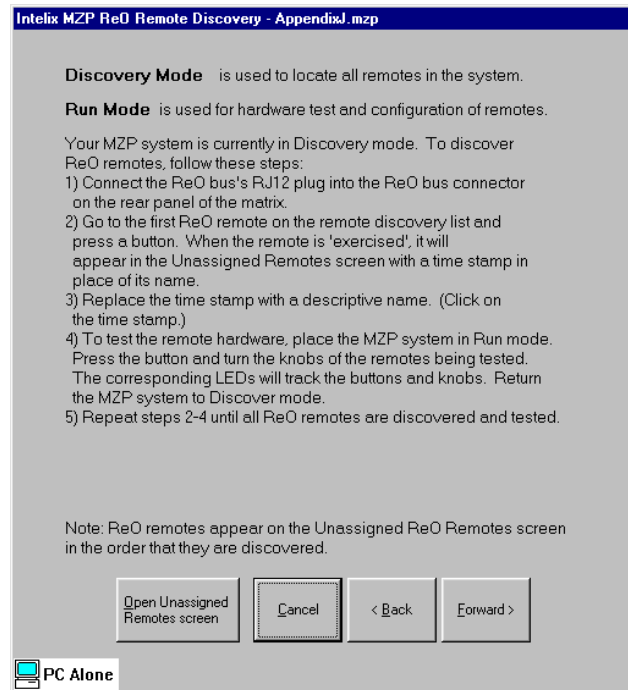 Intelix MZP ReO Remote Discovery - AppendixJ.mzp
Discovery Mode is used to locate all remotes in the system.
Run Mode is used for hardware test and configuration of remotes.
Your MZP system is currently in Discovery mode. To discover
ReO remotes, follow these steps:
1) Connect the ReO bus's RJ12 plug into the ReO bus connector
on the rear panel of the matrix.
2) Go to the first ReO remote on the remote discovery list and
press a button. When the remote is 'exercised', it will
appear in the Unassigned Remotes screen with a time stamp in
place of its name.
3) Replace the time stamp with a descriptive name. (Click on
the time stamp.)
4) To test the remote hardware, place the MZP system in Run mode.
Press the button and turn the knobs of the remotes being tested.
The corresponding LEDs will track the buttons and knobs. Return
the MZP system to Discover mode.
5) Repeat steps 2-4 until all ReO remotes are discovered and tested.
Note: ReO remotes appear on the Unassigned ReO Remotes screen
in the order that they are discovered.
Open Unassigned
Remotes screen
Cancel
< Back
Forward >
PC Alone